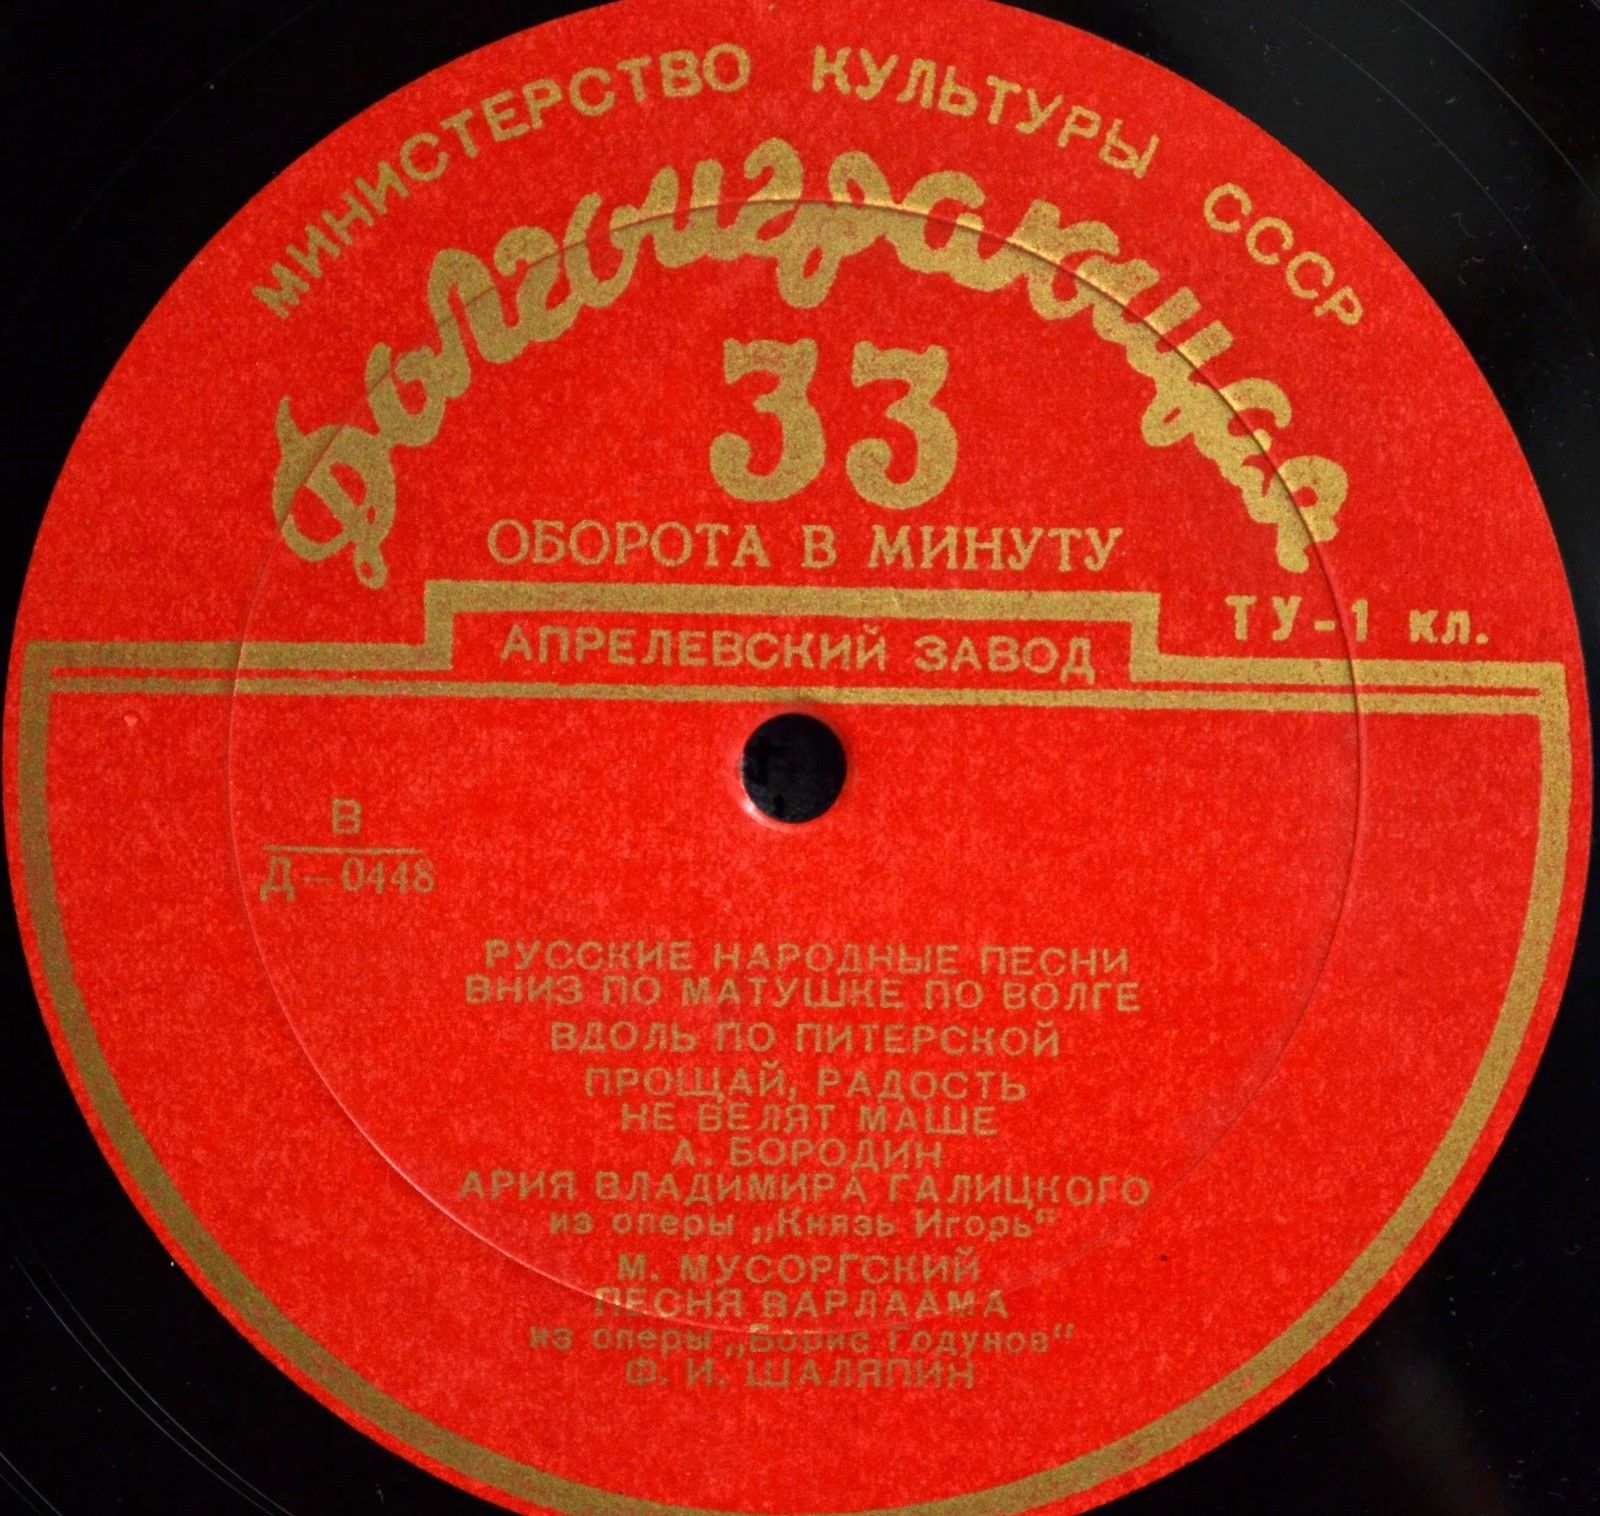 МИНИСТЕРСТВО КУЛЬТУРЫ СССР
Долгоиграющая
33
ОБОРОТА В МИНУТУ
АПРЕЛЕВСКИЙ ЗАВОД
ТУ-1 кл.
В
Д-0448
РУССКИЕ НАРОДНЫЕ ПЕСНИ
ВНИЗ ПО МАТУШКЕ ПО ВОЛГЕ
ВДОЛЬ ПО ПИТЕРСКОЙ
ПРОЩАЙ, РАДОСТЬ
НЕ ВЕЛЯТ МАШЕ
А. БОРОДИН
АРИЯ ВЛАДИМИРА ГАЛИЦКОГО
из оперы „Князь Игорь“
М. МУСОРГСКИЙ
ПЕСНЯ ВАРЛААМА
из оперы „Борис Годунов“
Ф. И. ШАЛЯПИН